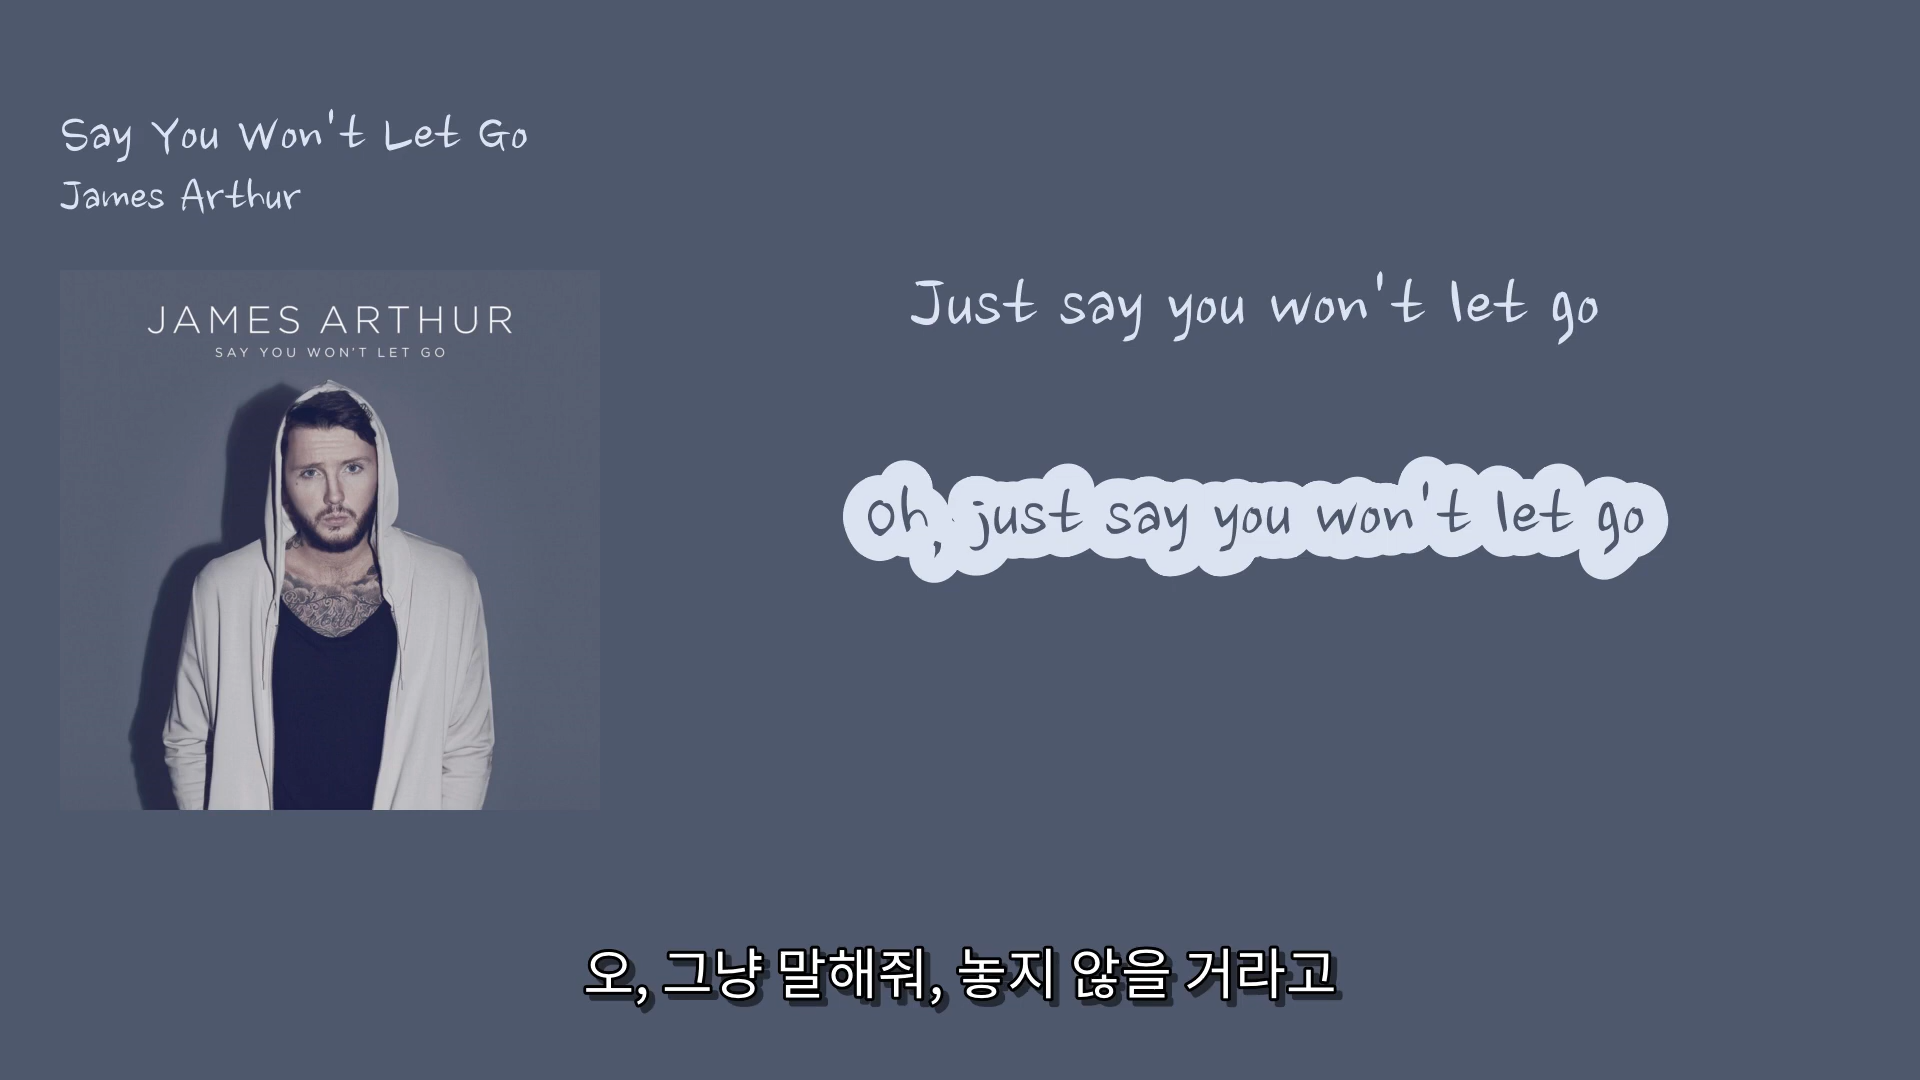 Say You Won't Let Go
James Arthur
JAMES ARTHUR
SAY YOU WON'T LET GO
Just say you won't let go
Oh, just say you won't let go
오, 그냥 말해줘, 놓지 않을 거라고